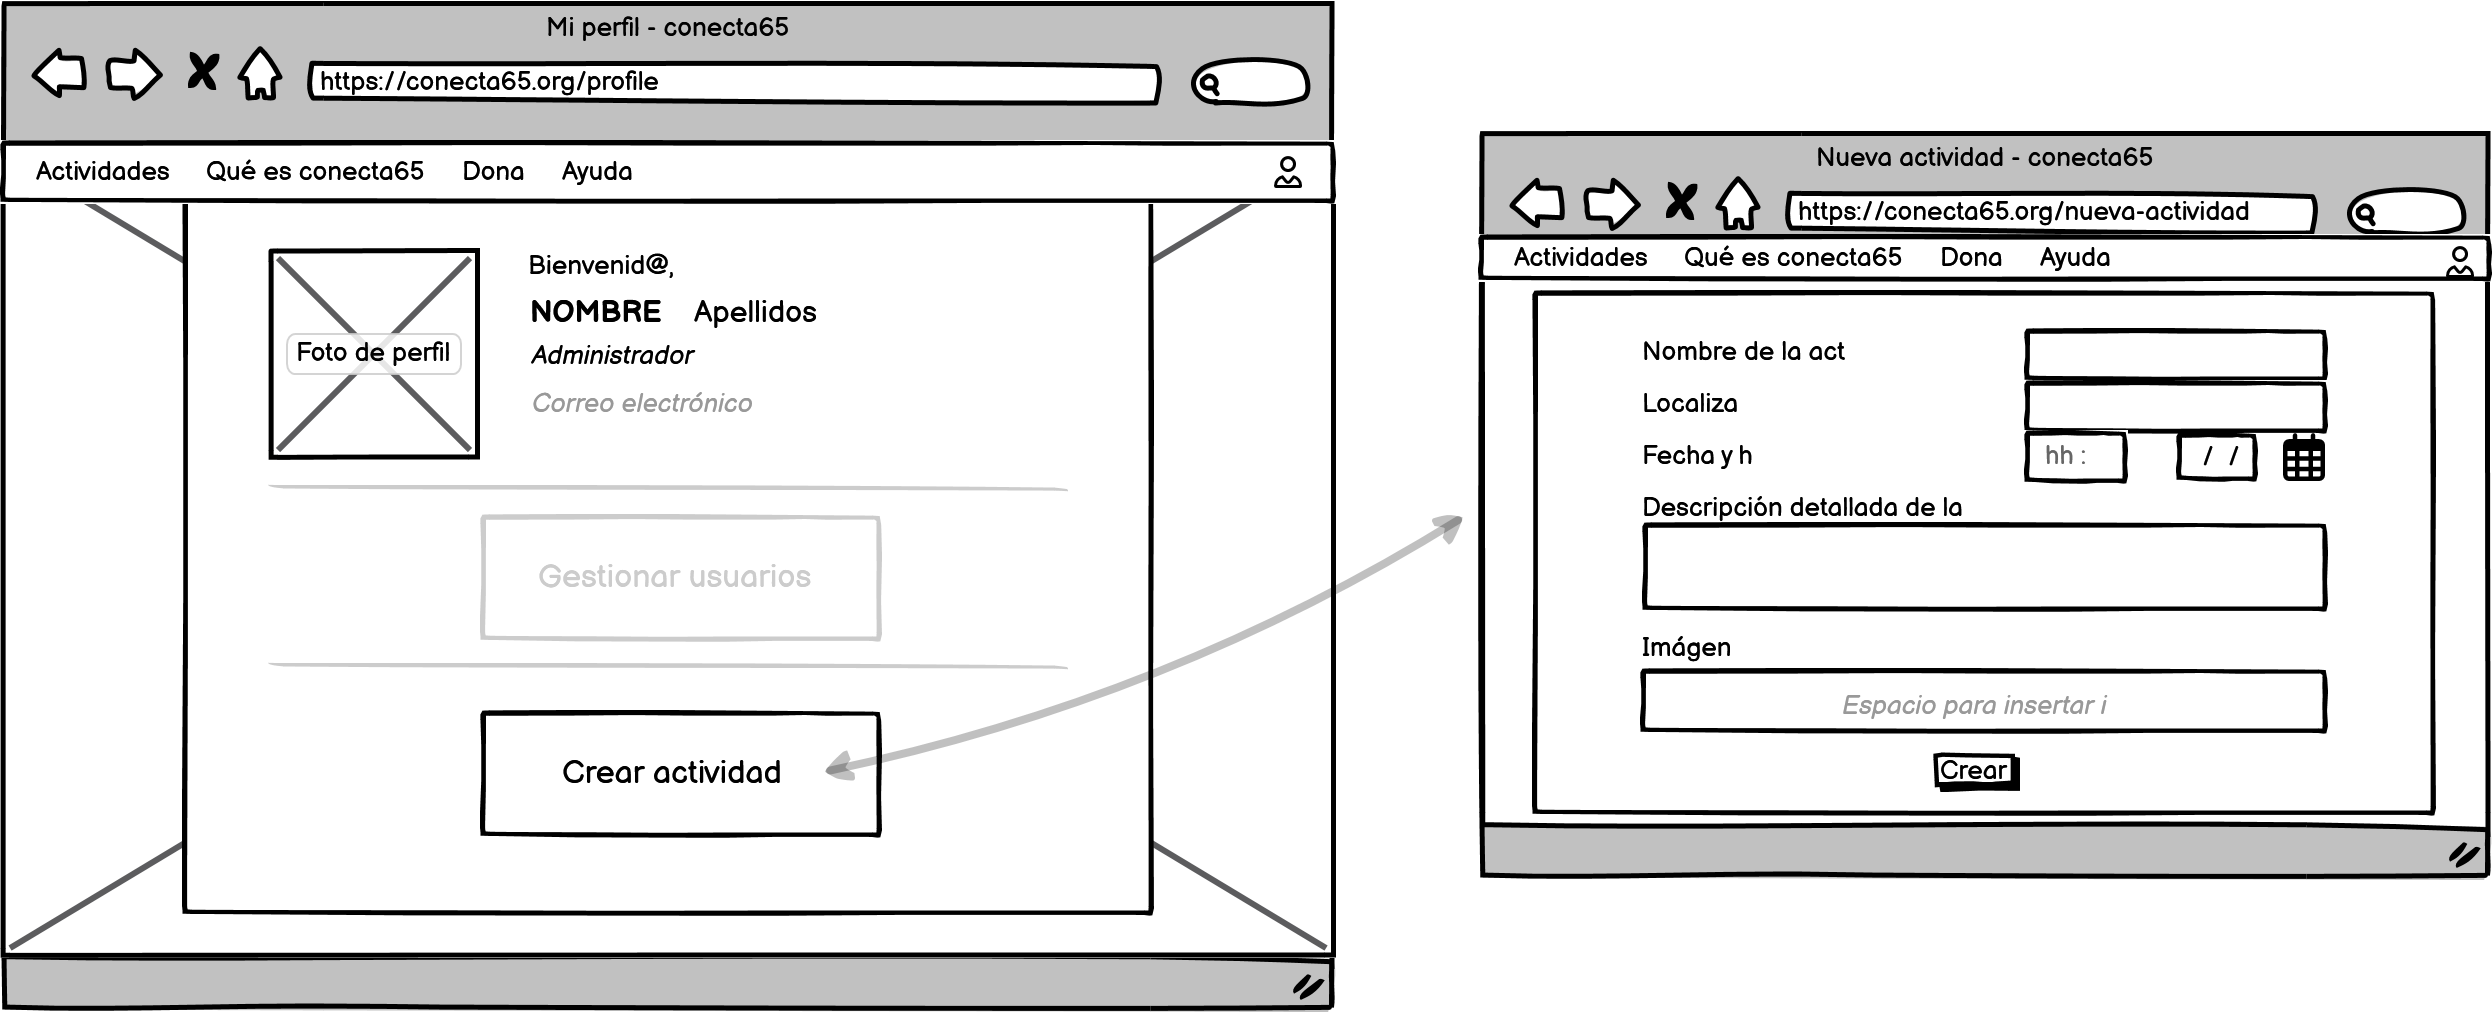 Mi perfil - conecta65
https://conecta65.org/profile
Actividades Qué es conecta65 Dona Ayuda
Bienvenid@,
NOMBRE Apellidos
Foto de perfil
Administrador
Correo electrónico
Gestionar usuarios
Crear actividad
Nueva actividad - conecta65
https://conecta65.org/nueva-actividad
Actividades Qué es conecta65 Dona Ayuda
Nombre de la act
Localiza
Fecha y h hh : / /
Descripción detallada de la
Imágen
Espacio para insertar i
Crear